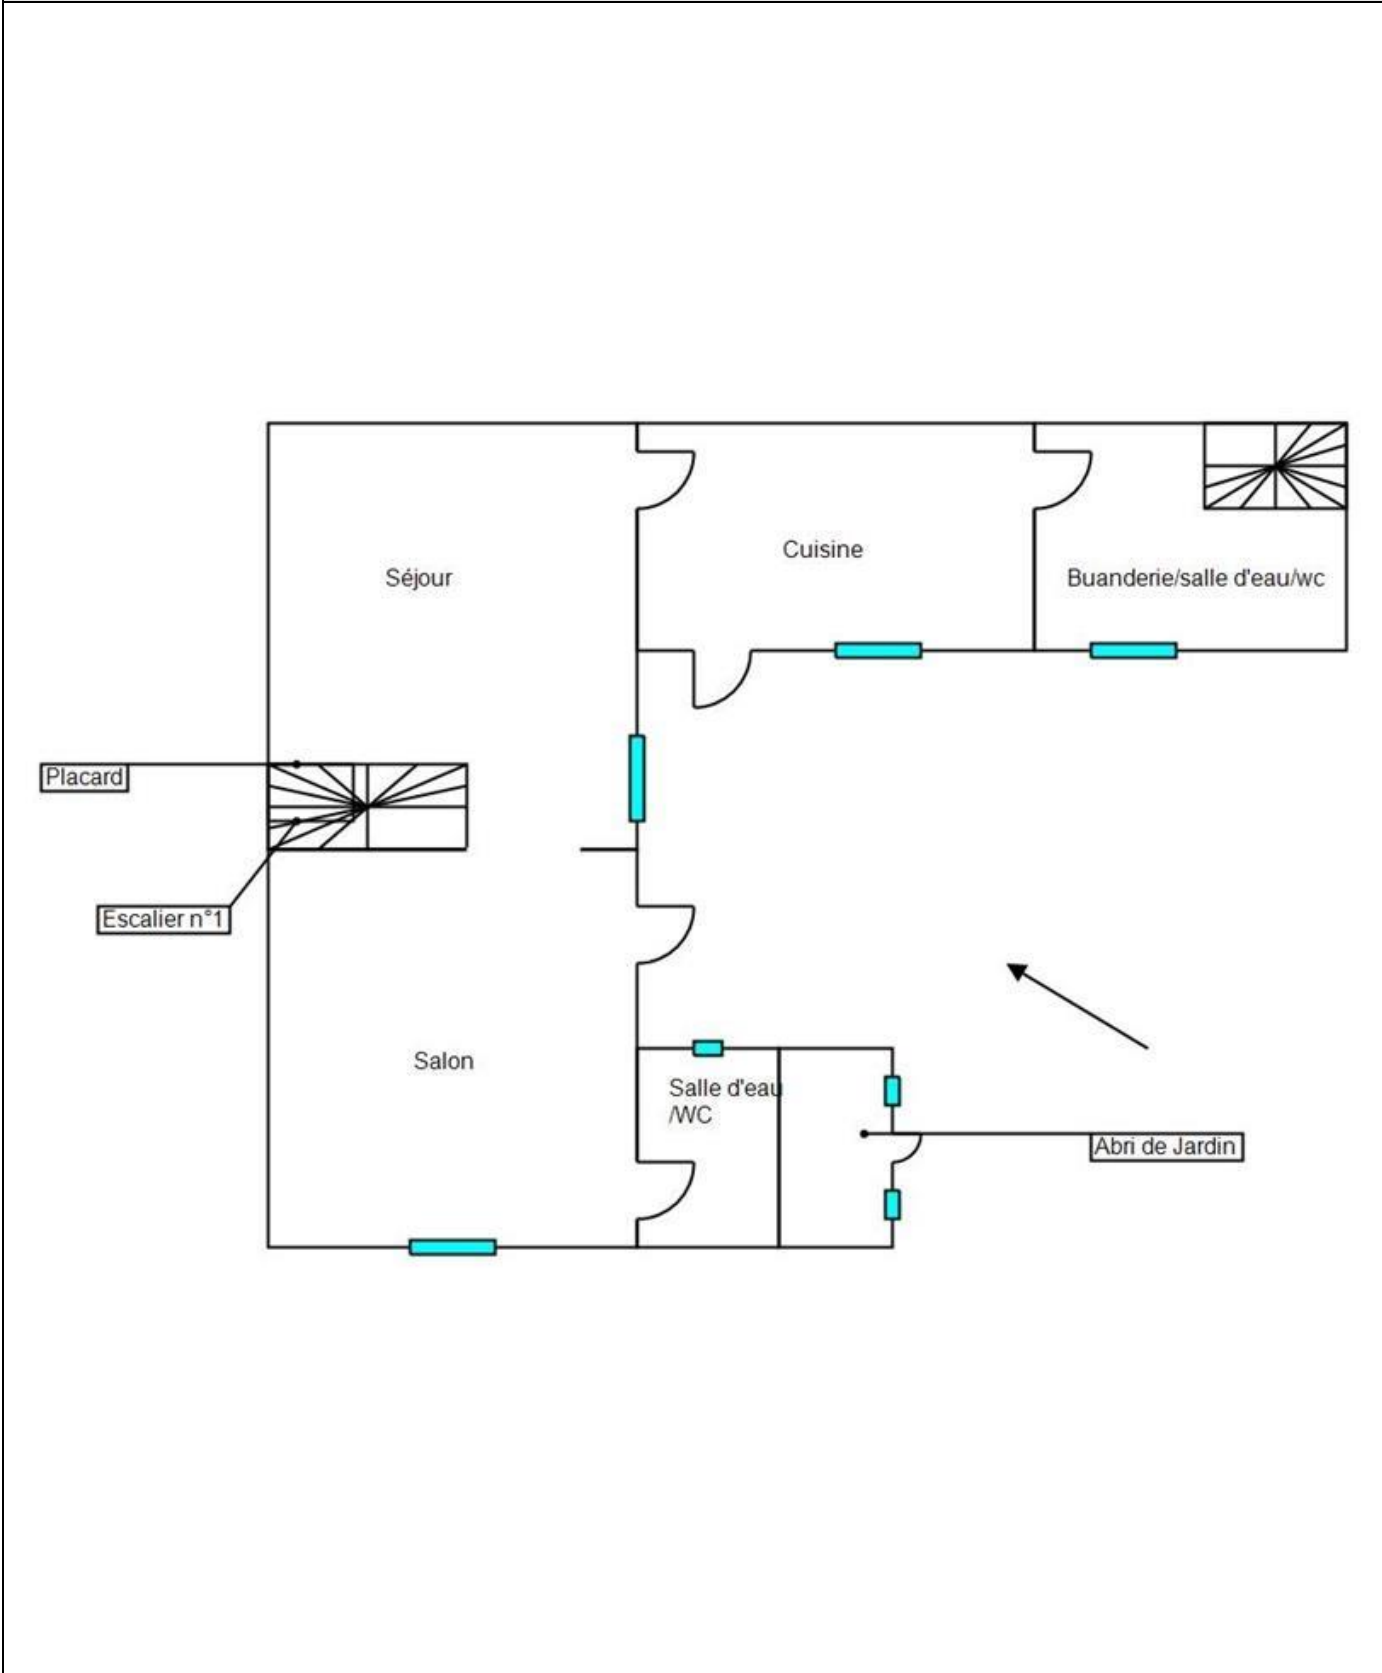 Cuisine
Séjour
Buanderie/salle d'eau/wc
Placard
Escalier n°1
Salon
Salle d'eau
/WC
Abri de Jardin